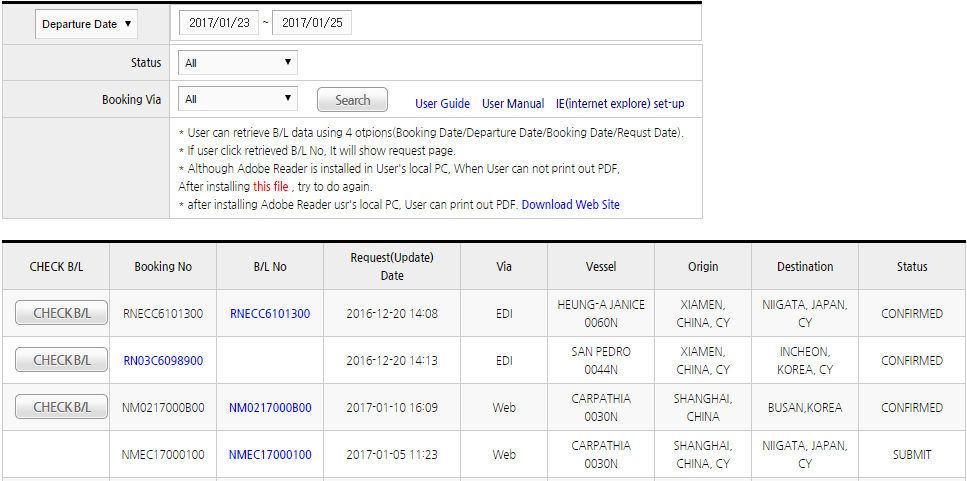 Departure Date ▼ 2017/01/23 ~ 2017/01/25
Status All ▼
Booking Via All ▼ Search User Guide User Manual IE(internet explore) set-up
* User can retrieve B/L data using 4 otpions(Booking Date/Departure Date/Booking Date/Requst Date).
* If user click retrieved B/L No, It will show request page.
* Although Adobe Reader is installed in User's local PC, When User can not print out PDF,
After installing this file , try to do again.
* after installing Adobe Reader usr's local PC, User can print out PDF. Download Web Site
CHECK B/L Booking No B/L No Request(Update) Date Via Vessel Origin Destination Status
CHECK B/L RNECC6101300 RNECC6101300 2016-12-20 14:08 EDI HEUNG-A JANICE 0060N XIAMEN, CHINA, CY NIIGATA, JAPAN, CY CONFIRMED
CHECK B/L RN03C6098900 2016-12-20 14:13 EDI SAN PEDRO 0044N XIAMEN, CHINA, CY INCHEON, KOREA, CY CONFIRMED
CHECK B/L NM0217000B00 NM0217000B00 2017-01-10 16:09 Web CARPATHIA 0030N SHANGHAI, CHINA BUSAN,KOREA CONFIRMED
NMEC17000100 NMEC17000100 2017-01-05 11:23 Web CARPATHIA 0030N SHANGHAI, CHINA, CY NIIGATA, JAPAN, CY SUBMIT